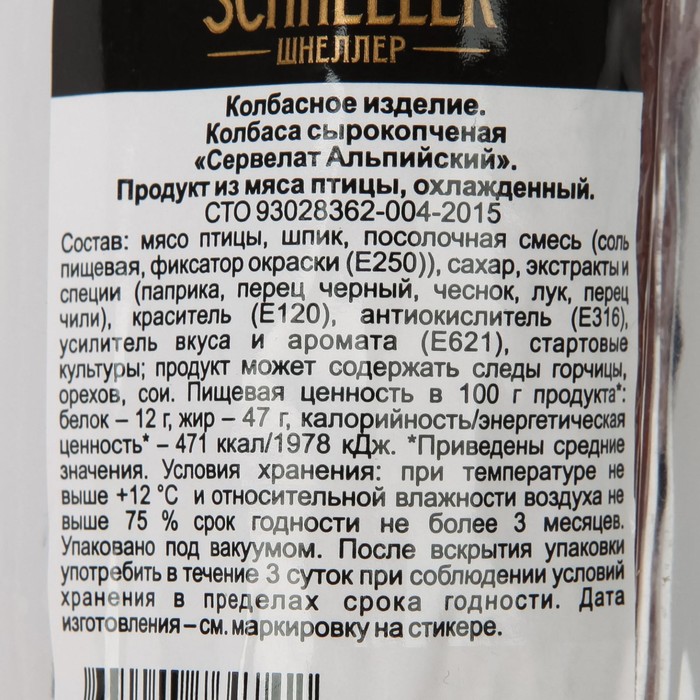 SCHNELLER
ШНЕЛЛЕР
Колбасное изделие.
Колбаса сырокопченая
«Сервелат Альпийский».
Продукт из мяса птицы, охлажденный.
СТО 93028362-004-2015
Состав: мясо птицы, шпик, посолочная смесь (соль
пищевая, фиксатор окраски (Е250)), сахар, экстракты и
специи (паприка, перец черный, чеснок, лук, перец
чили), краситель (Е120), антиокислитель (Е316),
усилитель вкуса и аромата (Е621), стартовые
культуры; продукт может содержать следы горчицы,
орехов, сои. Пищевая ценность в 100 г продукта*:
белок – 12 г, жир – 47 г, калорийность/энергетическая
ценность* – 471 ккал/1978 кДж. *Приведены средние
значения. Условия хранения: при температуре не
выше +12 °С и относительной влажности воздуха не
выше 75 % срок годности не более 3 месяцев.
Упаковано под вакуумом. После вскрытия упаковки
употребить в течение 3 суток при соблюдении условий
хранения в пределах срока годности. Дата
изготовления – см. маркировку на стикере.